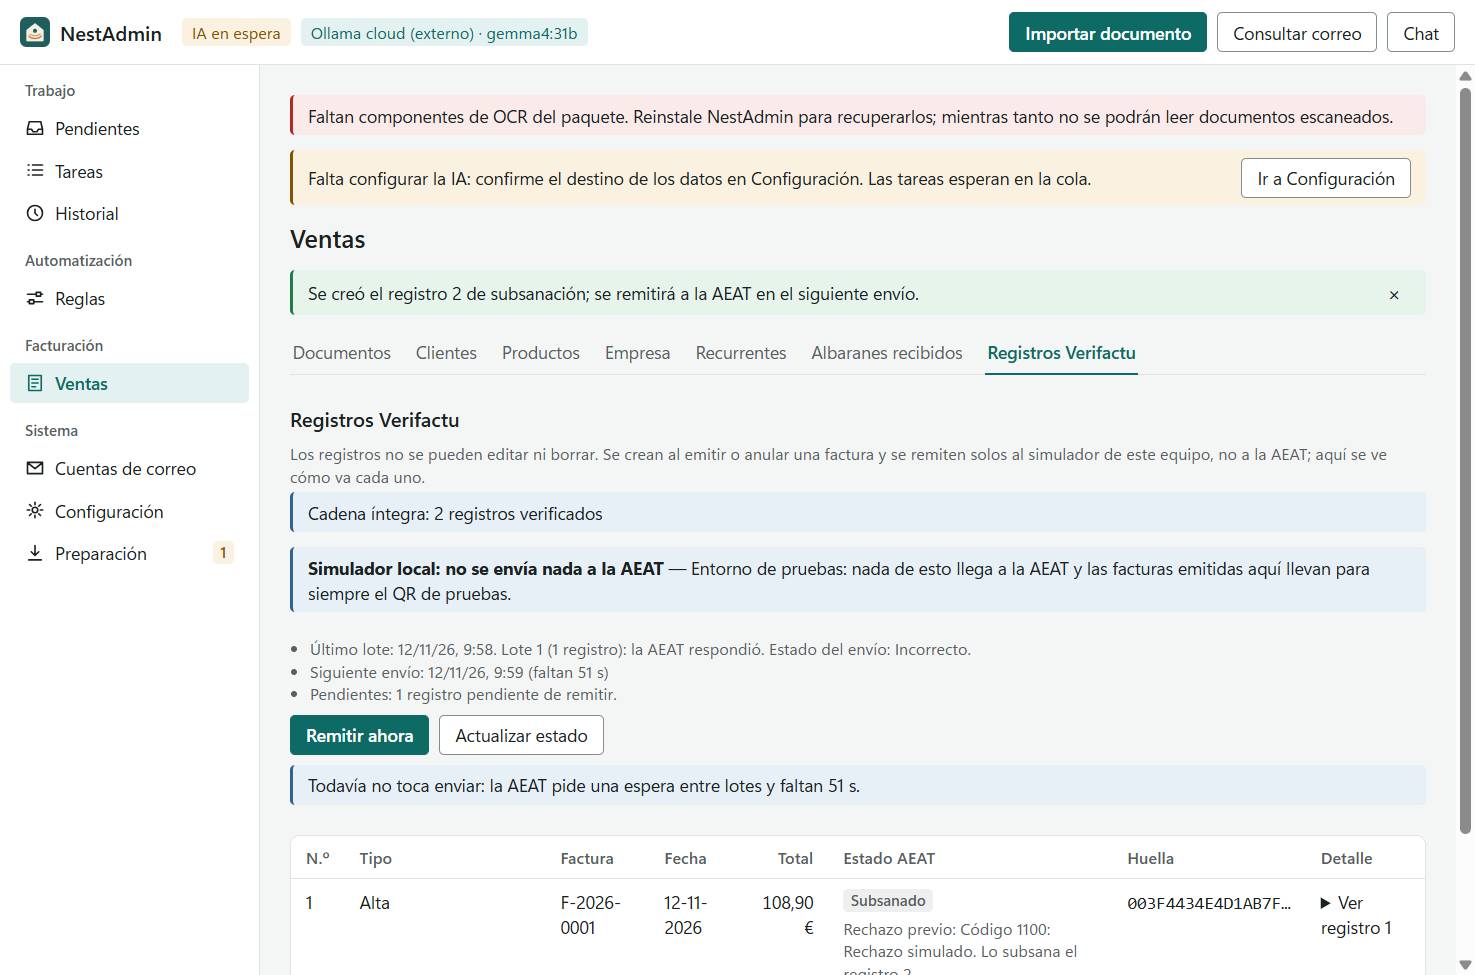 NestAdmin
IA en espera
Ollama cloud (externo) · gemma4:31b
Importar documento
Consultar correo
Chat
Trabajo
Pendientes
Tareas
Historial
Automatización
Reglas
Facturación
Ventas
Sistema
Cuentas de correo
Configuración
Preparación
1
Faltan componentes de OCR del paquete. Reinstale NestAdmin para recuperarlos; mientras tanto no se podrán leer documentos escaneados.
Falta configurar la IA: confirme el destino de los datos en Configuración. Las tareas esperan en la cola.
Ir a Configuración
Ventas
Se creó el registro 2 de subsanación; se remitirá a la AEAT en el siguiente envío.
×
Documentos
Clientes
Productos
Empresa
Recurrentes
Albaranes recibidos
Registros Verifactu
Registros Verifactu
Los registros no se pueden editar ni borrar. Se crean al emitir o anular una factura y se remiten solos al simulador de este equipo, no a la AEAT; aquí se ve
cómo va cada uno.
Cadena íntegra: 2 registros verificados
Simulador local: no se envía nada a la AEAT — Entorno de pruebas: nada de esto llega a la AEAT y las facturas emitidas aquí llevan para
siempre el QR de pruebas.
Último lote: 12/11/26, 9:58. Lote 1 (1 registro): la AEAT respondió. Estado del envío: Incorrecto.
Siguiente envío: 12/11/26, 9:59 (faltan 51 s)
Pendientes: 1 registro pendiente de remitir.
Remitir ahora
Actualizar estado
Todavía no toca enviar: la AEAT pide una espera entre lotes y faltan 51 s.
N.º
Tipo
Factura
Fecha
Total
Estado AEAT
Huella
Detalle
1
Alta
F-2026-
0001
12-11-
2026
108,90
€
Subsanado
Rechazo previo: Código 1100:
Rechazo simulado. Lo subsana el
registro 2
003F4434E4D1AB7F…
▶ Ver
registro 1